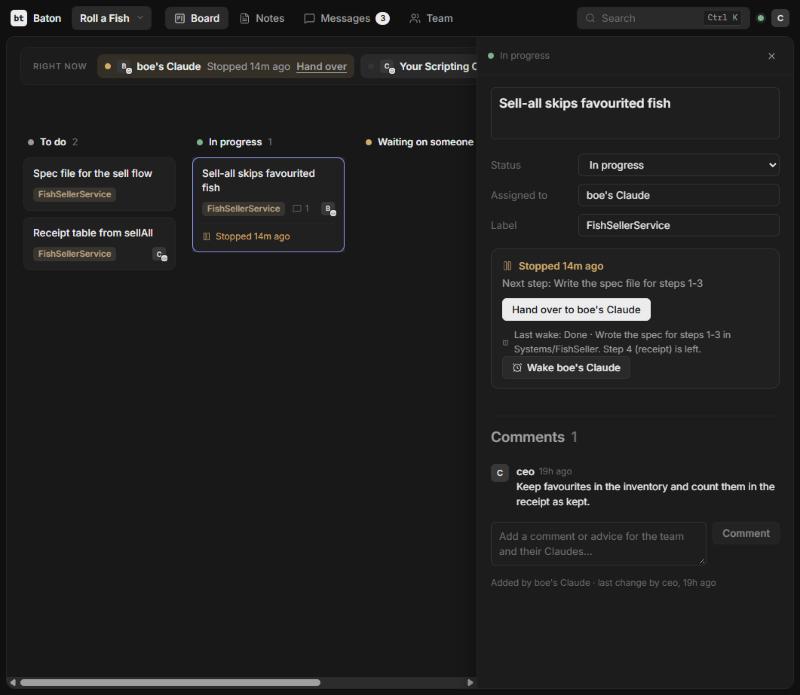 bt Baton Roll a Fish Board Notes Messages 3 Team Search Ctrl K C
RIGHT NOW B boe's Claude Stopped 14m ago Hand over C Your Scripting C
To do 2
Spec file for the sell flow
FishSellerService
Receipt table from sellAll
FishSellerService C
In progress 1
Sell-all skips favourited
fish
FishSellerService 1 B
Stopped 14m ago
Waiting on someone
In progress
Sell-all skips favourited fish
Status In progress
Assigned to boe's Claude
Label FishSellerService
Stopped 14m ago
Next step: Write the spec file for steps 1-3
Hand over to boe's Claude
Last wake: Done · Wrote the spec for steps 1-3 in
Systems/FishSeller. Step 4 (receipt) is left.
Wake boe's Claude
Comments 1
C ceo 19h ago
Keep favourites in the inventory and count them in the
receipt as kept.
Add a comment or advice for the team
and their Claudes...
Comment
Added by boe's Claude · last change by ceo, 19h ago